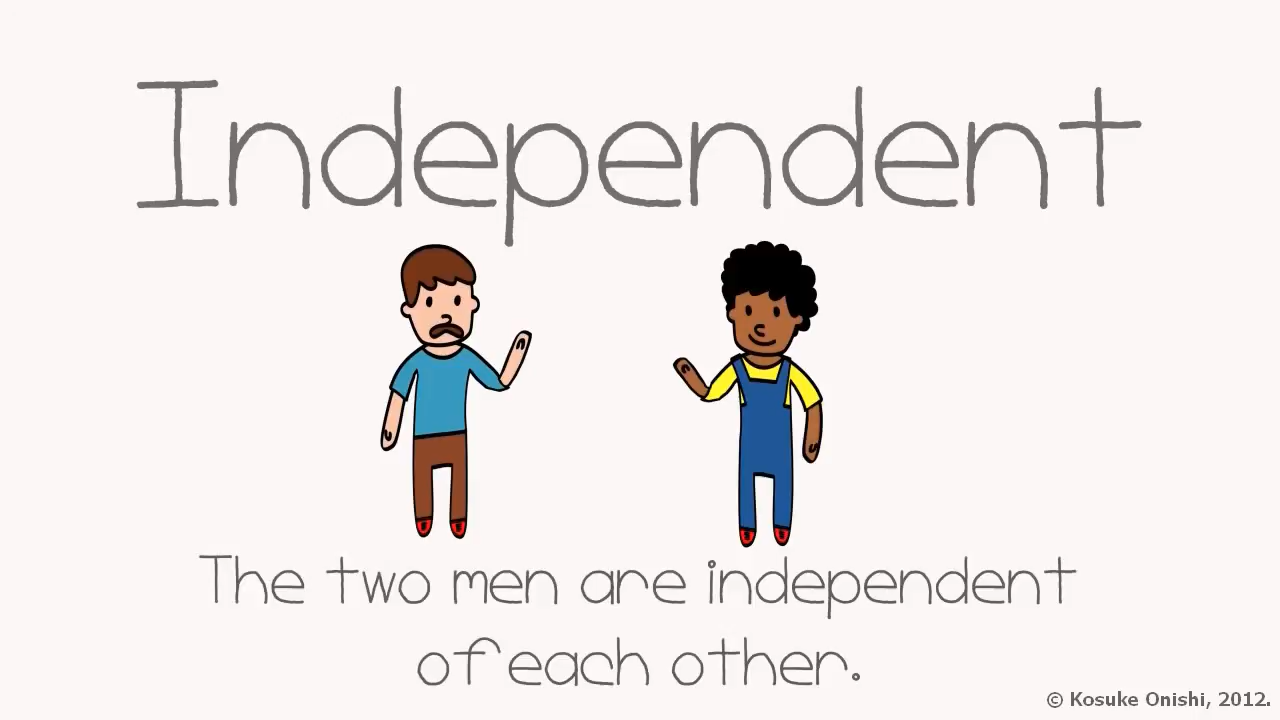 Independent
The two men are independent
of each other.
© Kosuke Onishi, 2012.